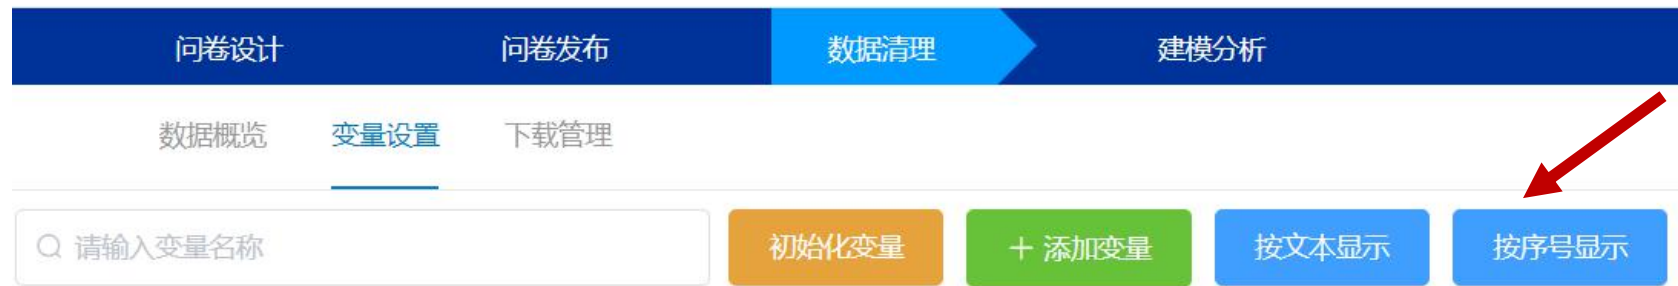 问卷设计 问卷发布 数据清理 建模分析
数据概览 变量设置 下载管理
请输入变量名称 初始化变量 + 添加变量 按文本显示 按序号显示